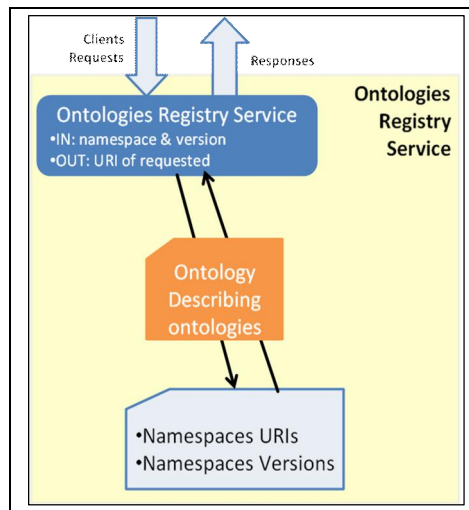 Clients
Requests
Responses
Ontologies
Registry
Service
Ontologies Registry Service
•IN: namespace & version
•OUT: URI of requested
Ontology
Describing
ontologies
•Namespaces URIs
•Namespaces Versions